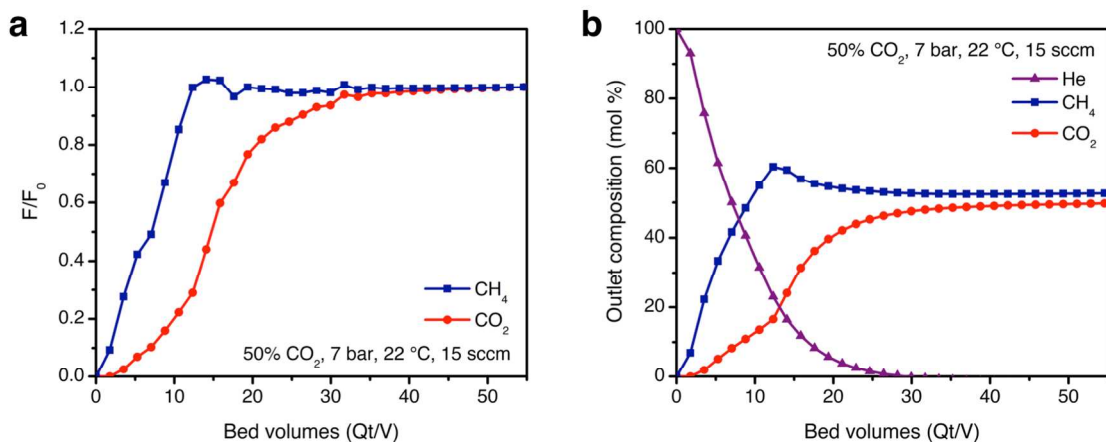 a
1.2
1.0
0.8
0.6
0.4
0.2
0.0
F/F₀
CH₄
CO₂
50% CO₂, 7 bar, 22 °C, 15 sccm
0 10 20 30 40 50
Bed volumes (Qt/V)
b
100
80
60
40
20
0
Outlet composition (mol %)
50% CO₂, 7 bar, 22 °C, 15 sccm
He
CH₄
CO₂
0 10 20 30 40 50
Bed volumes (Qt/V)